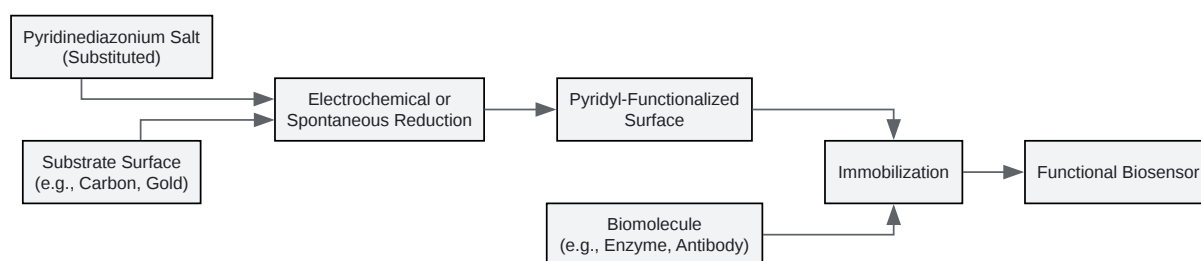 Pyridinediazonium Salt
(Substituted)
Substrate Surface
(e.g., Carbon, Gold)
Electrochemical or
Spontaneous Reduction
Pyridyl-Functionalized
Surface
Biomolecule
(e.g., Enzyme, Antibody)
Immobilization
Functional Biosensor